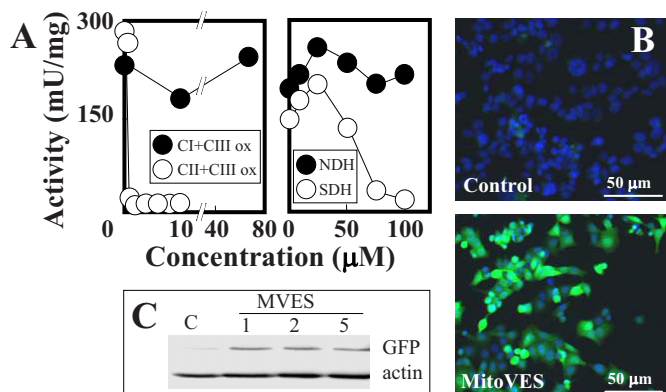 A
B
Activity (mU/mg)
300
150
0
CI+CIII ox
CII+CIII ox
NDH
SDH
10 40 80
0 50 100
Concentration (μM)
Control
50 μm
MitoVES
50 μm
C
MVES
C 1 2 5
GFP
actin